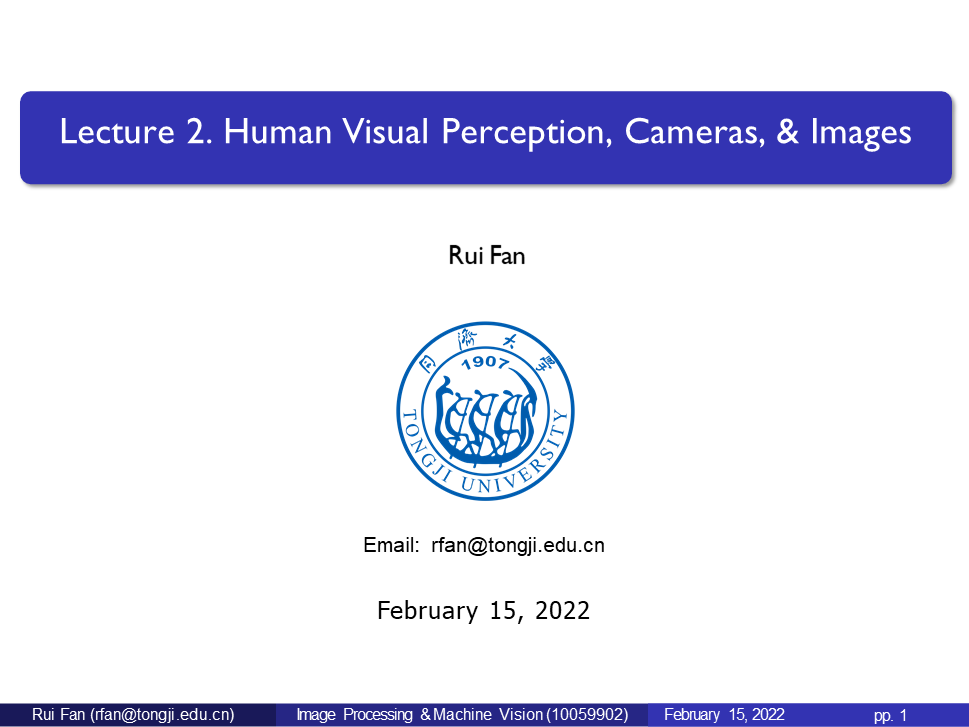 Lecture 2. Human Visual Perception, Cameras, & Images
Rui Fan
同濟大學
1907
TONGJI UNIVERSITY
Email: rfan@tongji.edu.cn
February 15, 2022
Rui Fan (rfan@tongji.edu.cn) Image Processing & Machine Vision (10059902) February 15, 2022 pp. 1